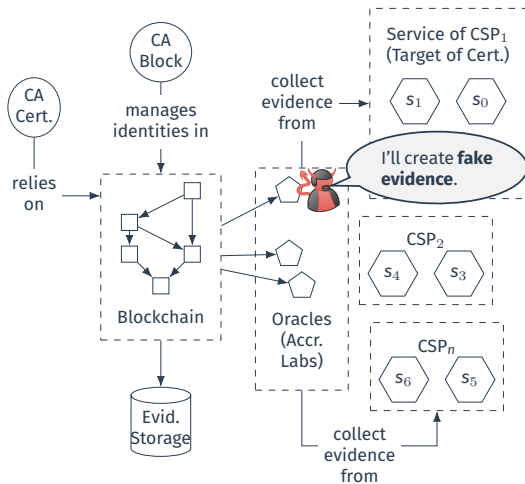 CA
Block
CA
Cert.
manages
identities in
relies
on
Blockchain
Evid.
Storage
collect
evidence
from
Service of CSP₁
(Target of Cert.)
s₁
s₀
I'll create fake
evidence.
Oracles
(Accr.
Labs)
CSP₂
s₄
s₃
CSPₙ
s₆
s₅
collect
evidence
from